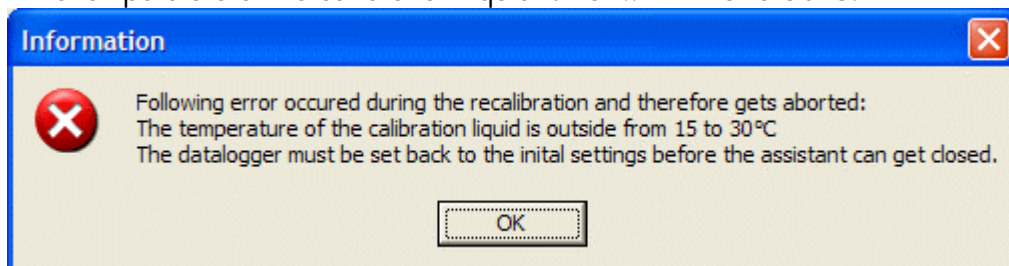 Information
Following error occured during the recalibration and therefore gets aborted:
The temperature of the calibration liquid is outside from 15 to 30°C
The datalogger must be set back to the inital settings before the assistant can get closed.
OK